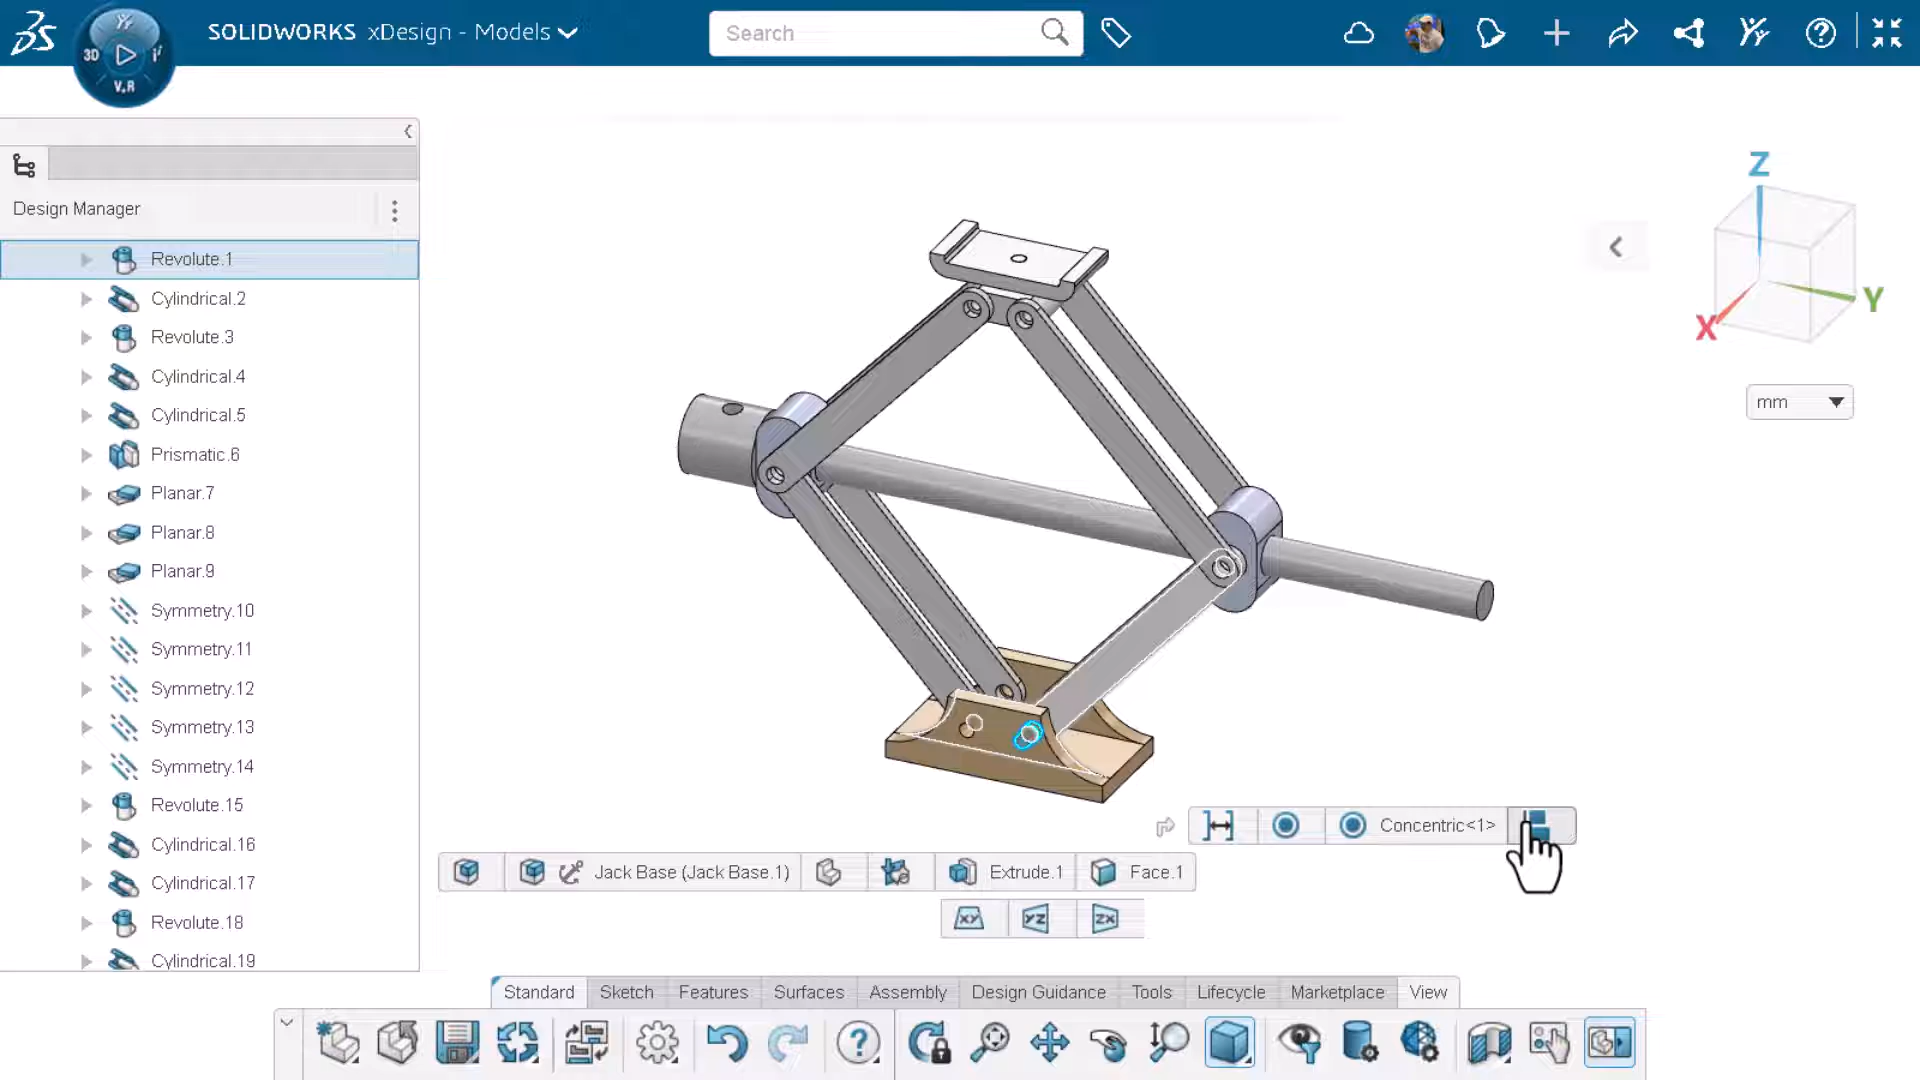 SOLIDWORKS xDesign - Models
Search
3D
V.R
Design Manager
Revolute.1
Cylindrical.2
Revolute.3
Cylindrical.4
Cylindrical.5
Prismatic.6
Planar.7
Planar.8
Planar.9
Symmetry.10
Symmetry.11
Symmetry.12
Symmetry.13
Symmetry.14
Revolute.15
Cylindrical.16
Cylindrical.17
Revolute.18
Cylindrical.19
Z
Y
X
mm
Concentric<1>
Jack Base (Jack Base.1)
Extrude.1
Face.1
XY
YZ
ZX
Standard
Sketch
Features
Surfaces
Assembly
Design Guidance
Tools
Lifecycle
Marketplace
View